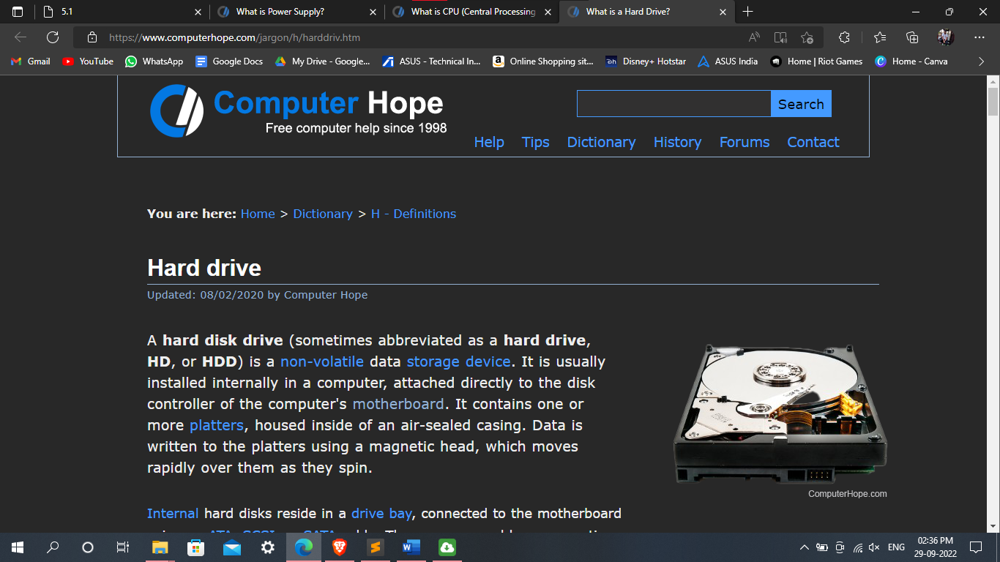 5.1
What is Power Supply?
What is CPU (Central Processing
What is a Hard Drive?
https://www.computerhope.com/jargon/h/harddriv.htm
Gmail
YouTube
WhatsApp
Google Docs
My Drive - Google...
ASUS - Technical In...
Online Shopping sit...
Disney+ Hotstar
ASUS India
Home | Riot Games
Home - Canva
Computer Hope
Free computer help since 1998
Search
Help Tips Dictionary History Forums Contact
You are here: Home > Dictionary > H - Definitions
Hard drive
Updated: 08/02/2020 by Computer Hope
A hard disk drive (sometimes abbreviated as a hard drive,
HD, or HDD) is a non-volatile data storage device. It is usually
installed internally in a computer, attached directly to the disk
controller of the computer's motherboard. It contains one or
more platters, housed inside of an air-sealed casing. Data is
written to the platters using a magnetic head, which moves
rapidly over them as they spin.
ComputerHope.com
Internal hard disks reside in a drive bay, connected to the motherboard
ENG
02:36 PM
29-09-2022